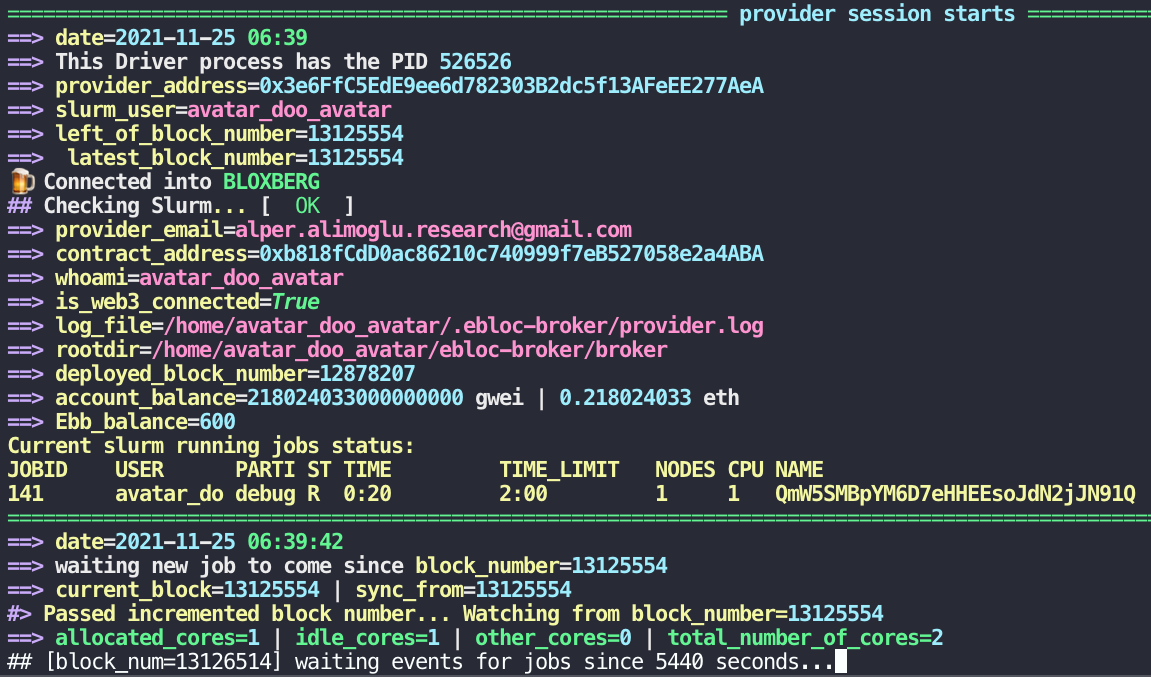 ============================================================ provider session starts ===========
==> date=2021-11-25 06:39
==> This Driver process has the PID 526526
==> provider_address=0x3e6FfC5EdE9ee6d782303B2dc5f13AFeEE277AeA
==> slurm_user=avatar_doo_avatar
==> left_of_block_number=13125554
==>  latest_block_number=13125554
🍺 Connected into BLOXBERG
## Checking Slurm... [  OK  ]
==> provider_email=alper.alimoglu.research@gmail.com
==> contract_address=0xb818fCdD0ac86210c740999f7eB527058e2a4ABA
==> whoami=avatar_doo_avatar
==> is_web3_connected=True
==> log_file=/home/avatar_doo_avatar/.ebloc-broker/provider.log
==> rootdir=/home/avatar_doo_avatar/ebloc-broker/broker
==> deployed_block_number=12878207
==> account_balance=218024033000000000 gwei | 0.218024033 eth
==> Ebb_balance=600
Current slurm running jobs status:
JOBID    USER      PARTI ST TIME         TIME_LIMIT   NODES CPU NAME
141      avatar_do debug R  0:20         2:00         1     1   QmW5SMBpYM6D7eHHEEsoJdN2jJN91Q
================================================================================================
==> date=2021-11-25 06:39:42
==> waiting new job to come since block_number=13125554
==> current_block=13125554 | sync_from=13125554
#> Passed incremented block number... Watching from block_number=13125554
==> allocated_cores=1 | idle_cores=1 | other_cores=0 | total_number_of_cores=2
## [block_num=13126514] waiting events for jobs since 5440 seconds...